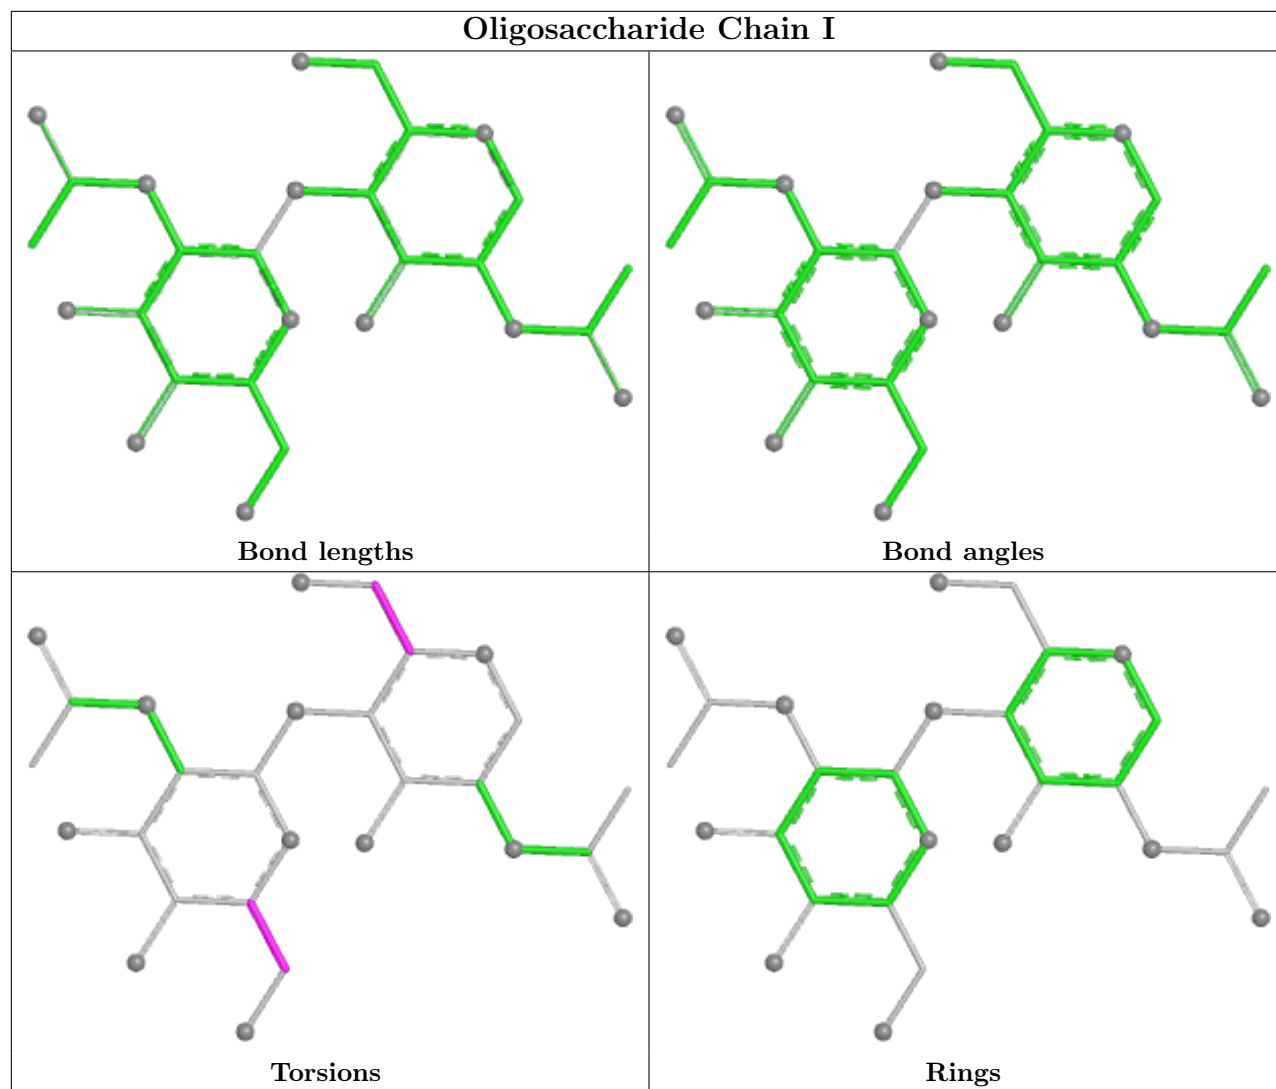 Oligosaccharide Chain I
Bond lengths
Bond angles
Torsions
Rings